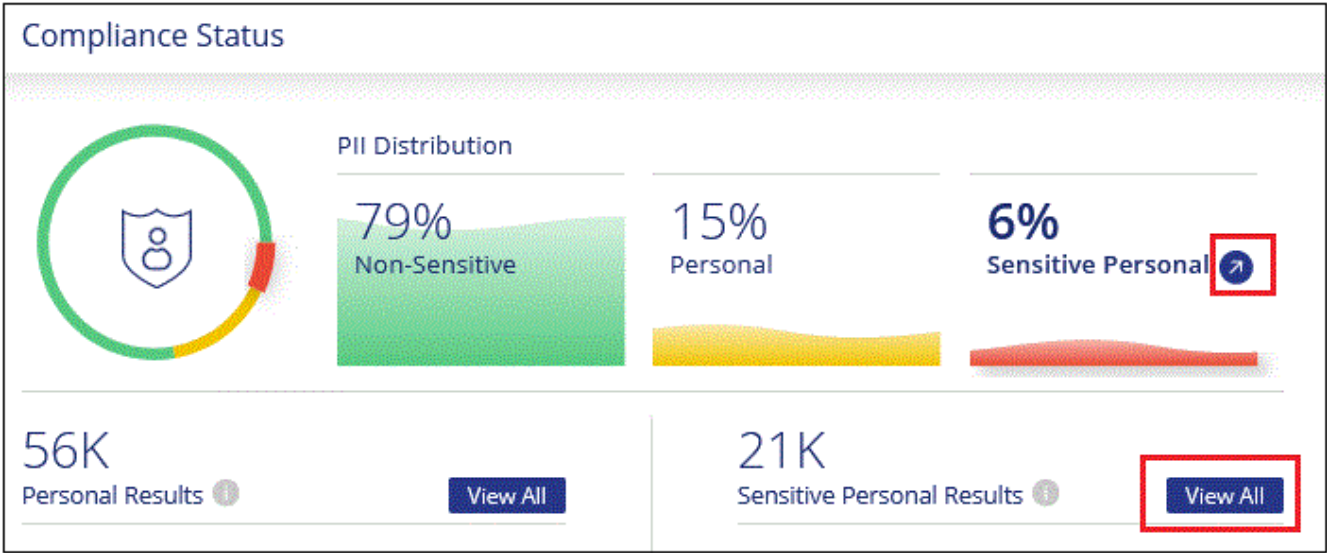 Compliance Status
PII Distribution
79%
Non-Sensitive
15%
Personal
6%
Sensitive Personal
56K
Personal Results
View All
21K
Sensitive Personal Results
View All